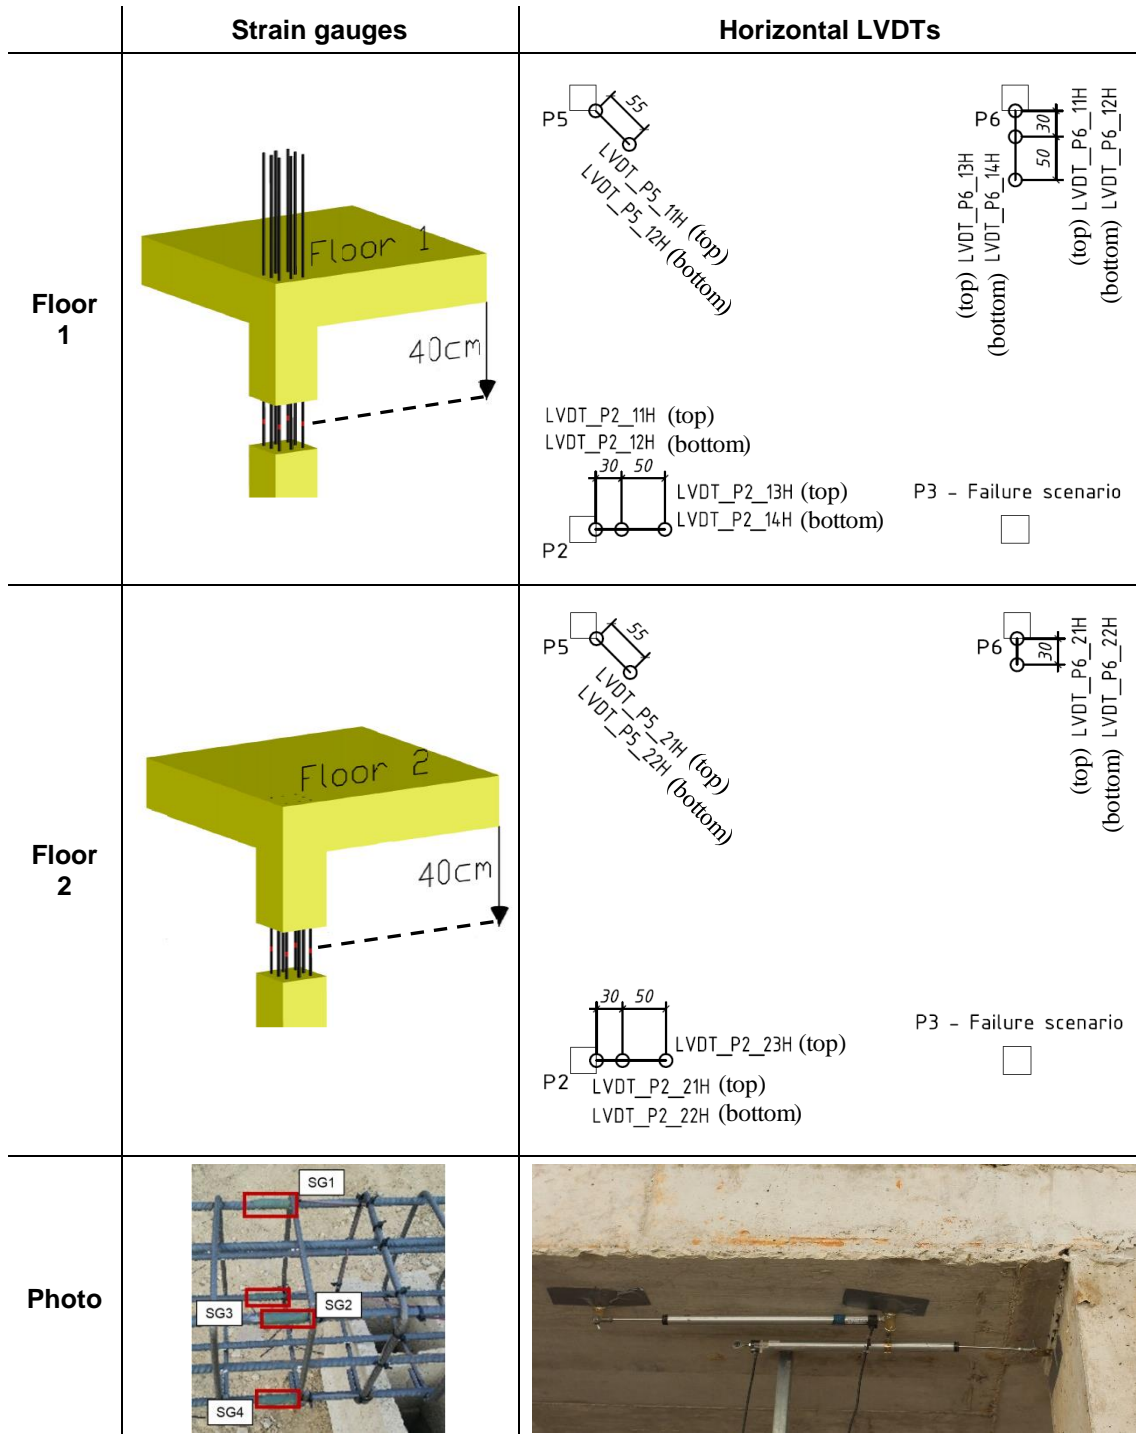 Strain gauges
Horizontal LVDTs
Floor
1
Floor 1
40cm
P5
55
LVDT_P5_11H (top)
LVDT_P5_12H (bottom)
P6
30
50
(top) LVDT_P6_13H
(bottom) LVDT_P6_14H
(top) LVDT_P6_11H
(bottom) LVDT_P6_12H
LVDT_P2_11H (top)
LVDT_P2_12H (bottom)
30 50
LVDT_P2_13H (top)
LVDT_P2_14H (bottom)
P2
P3 - Failure scenario
Floor
2
Floor 2
40cm
P5
55
LVDT_P5_21H (top)
LVDT_P5_22H (bottom)
P6
30
(top) LVDT_P6_21H
(bottom) LVDT_P6_22H
30 50
LVDT_P2_23H (top)
P2
LVDT_P2_21H (top)
LVDT_P2_22H (bottom)
P3 - Failure scenario
Photo
SG1
SG3
SG2
SG4